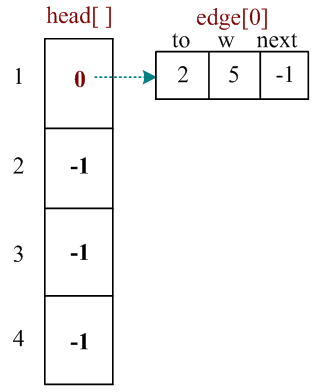 head[ ] edge[0]
to w next
1 0 2 5 -1
2 -1
3 -1
4 -1